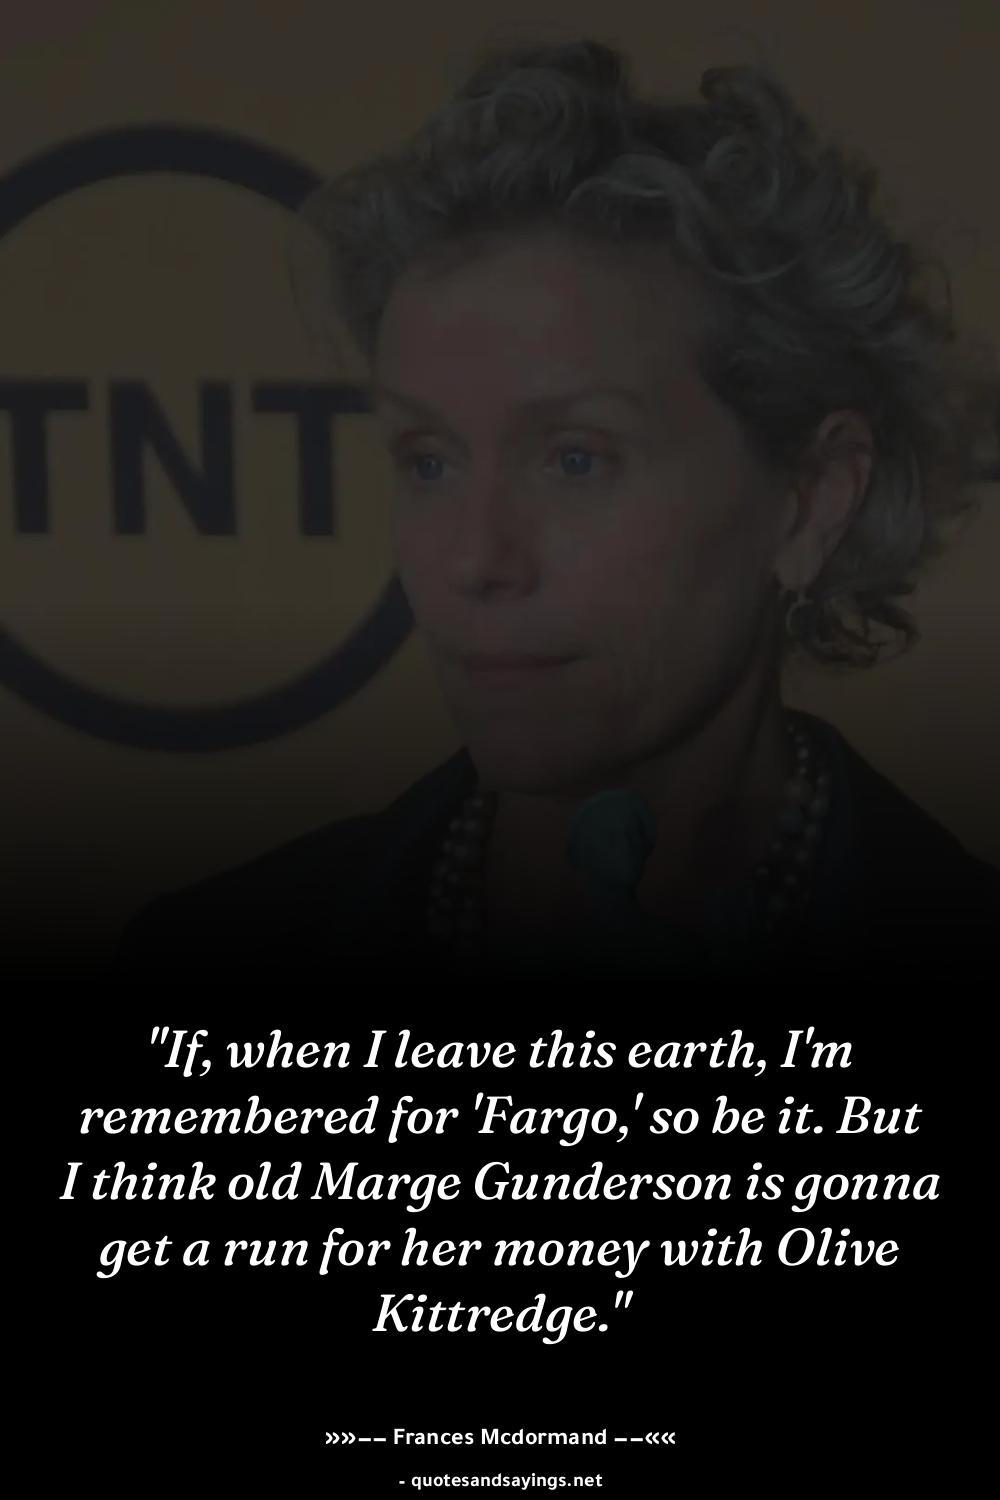 TNT
"If, when I leave this earth, I'm
remembered for 'Fargo,' so be it. But
I think old Marge Gunderson is gonna
get a run for her money with Olive
Kittredge."
»»–– Frances Mcdormand ––««
- quotesandsayings.net